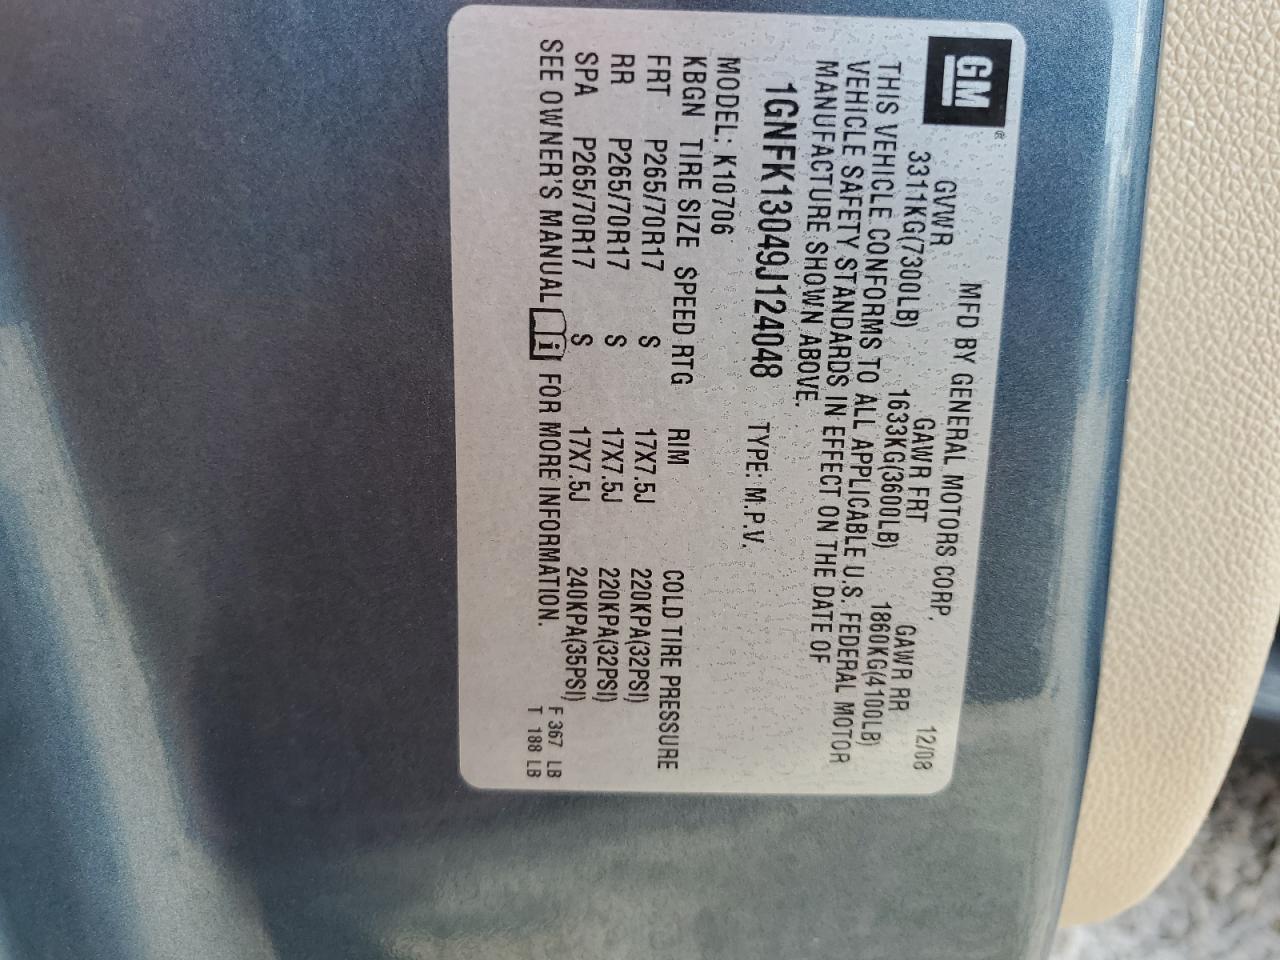 GM®
MFD BY GENERAL MOTORS CORP. 12/08
GVWR GAWR FRT GAWR RR
3311KG(7300LB) 1633KG(3600LB) 1860KG(4100LB)
THIS VEHICLE CONFORMS TO ALL APPLICABLE U.S. FEDERAL MOTOR
VEHICLE SAFETY STANDARDS IN EFFECT ON THE DATE OF
MANUFACTURE SHOWN ABOVE.
1GNFK13049J124048 TYPE: M.P.V.
MODEL: K10706
KBGN TIRE SIZE SPEED RTG RIM COLD TIRE PRESSURE
FRT P265/70R17 S 17X7.5J 220KPA(32PSI)
RR P265/70R17 S 17X7.5J 220KPA(32PSI)
SPA P265/70R17 S 17X7.5J 240KPA(35PSI)
SEE OWNER'S MANUAL i FOR MORE INFORMATION.
F 367 LB
T 188 LB